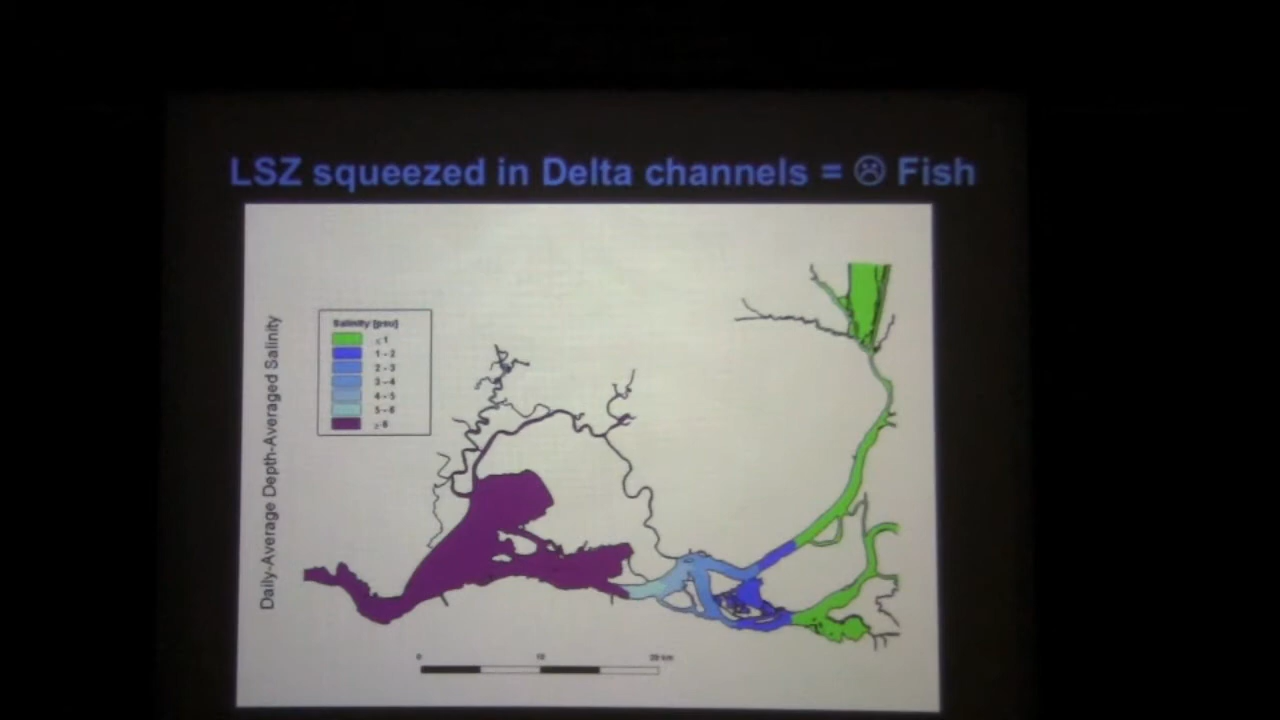 LSZ squeezed in Delta channels = ☹ Fish
Daily-Average Depth-Averaged Salinity
Salinity [psu]
≤ 1
1 - 2
2 - 3
3 - 4
4 - 5
5 - 6
≥ 6
0 10 20 km